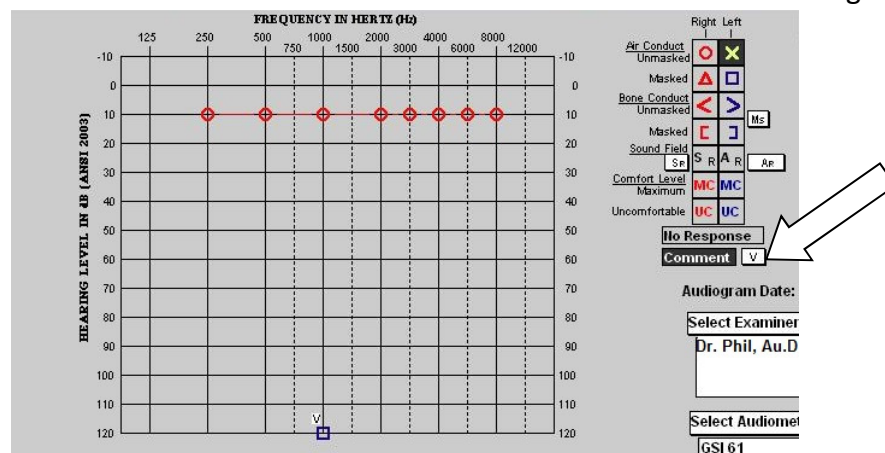 FREQUENCY IN HERTZ (Hz)
125 250 500 1000 2000 4000 8000
750 1500 3000 6000 12000
HEARING LEVEL IN dB (ANSI 2003)
-10 -10
0 0
10 10
20 20
30 30
40 40
50 50
60 60
70 70
80 80
90 90
100 100
110 110
120 120
V
Right Left
Air Conduct
Unmasked
Masked
Bone Conduct
Unmasked
Ms
Masked
Sound Field
SR S R A R AR
Comfort Level
Maximum MC MC
Uncomfortable UC UC
No Response
Comment V
Audiogram Date:
Select Examiner
Dr. Phil, Au.D
Select Audiomet
GSI 61